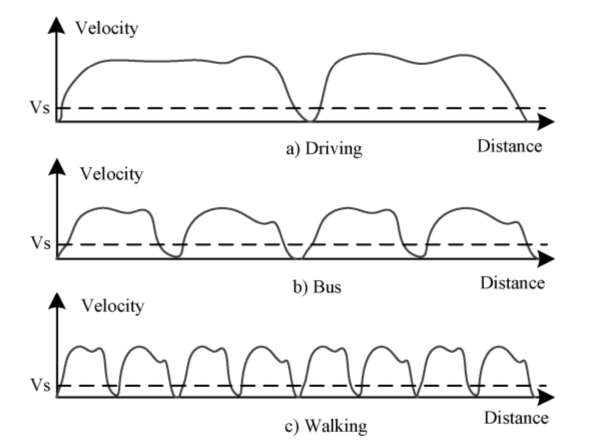 Velocity
Vs
a) Driving
Distance
Velocity
Vs
b) Bus
Distance
Velocity
Vs
c) Walking
Distance